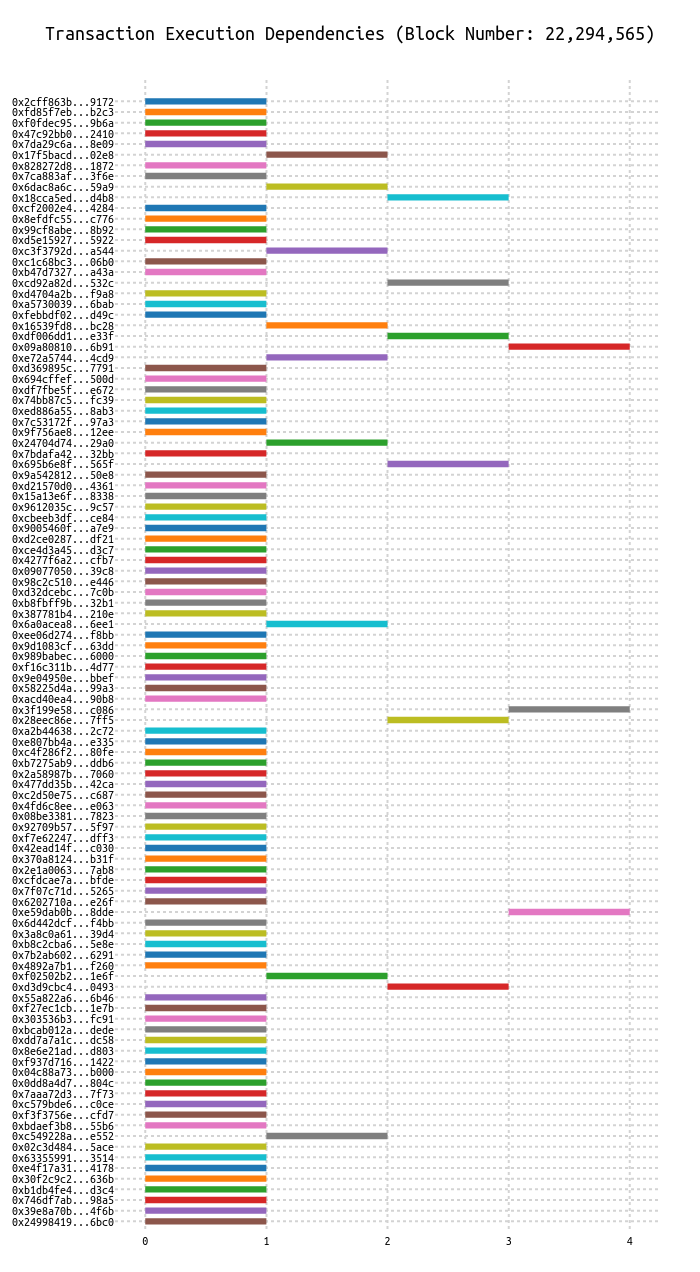 Transaction Execution Dependencies (Block Number: 22,294,565)
0x2cff863b...9172
0xfd85f7eb...b2c3
0xf0fdec95...9b6a
0x47c92bb0...2410
0x7da29c6a...8e09
0x17f5bacd...02e8
0x828272d8...1872
0x7ca883af...3f6e
0x6dac8a6c...59a9
0x18cca5ed...d4b8
0xcf2002e4...4284
0x8efdfc55...c776
0x99cf8abe...8b92
0xd5e15927...5922
0xc3f3792d...a544
0xc1c68bc3...06b0
0xb47d7327...a43a
0xcd92a82d...532c
0xd4704a2b...f9a8
0xa5730039...6bab
0xfebbdf02...d49c
0x16539fd8...bc28
0xdf006dd1...e33f
0x09a80810...6b91
0xe72a5744...4cd9
0xd369895c...7791
0x694cffef...500d
0xdf7fbe5f...e672
0x74bb87c5...fc39
0xed886a55...8ab3
0x7c53172f...97a3
0x9f756ae8...12ee
0x24704d74...29a0
0x7bdafa42...32bb
0x695b6e8f...565f
0x9a542812...50e8
0xd21570d0...4361
0x15a13e6f...8338
0x9612035c...9c57
0xcbeeb3df...ce84
0x9005460f...a7e9
0xd2ce0287...df21
0xce4d3a45...d3c7
0x4277f6a2...cfb7
0x09077050...39c8
0x98c2c510...e446
0xd32dcebc...7c0b
0xb8fbff9b...32b1
0x387781b4...210e
0x6a0acea8...6ee1
0xee06d274...f8bb
0x9d1083cf...63dd
0x989babec...6000
0xf16c311b...4d77
0x9e04950e...bbef
0x58225d4a...99a3
0xacd40ea4...90b8
0x3f199e58...c086
0x28eec86e...7ff5
0xa2b44638...2c72
0xe807bb4a...e335
0xc4f286f2...80fe
0xb7275ab9...ddb6
0x2a58987b...7060
0x477dd35b...42ca
0xc2d50e75...c687
0x4fd6c8ee...e063
0x08be3381...7823
0x92709b57...5f97
0xf7e62247...dff3
0x42ead14f...c030
0x370a8124...b31f
0x2e1a0063...7ab8
0xcfdcae7a...bfde
0x7f07c71d...5265
0x6202710f...e26f
0xe59dab0b...8dde
0x6d442dcf...f4bb
0x3a8c0a61...39d4
0xb8c2cba6...5e8e
0x7b2ab602...6291
0x4892a7b1...f260
0xf02502b2...1e6f
0xd3d9cbc4...0493
0x55a822a6...6b46
0xf27ec1cb...1e7b
0x303536b3...fc91
0xbcab012a...dede
0xdd7a7a1c...dc58
0x8e6e21ad...d803
0xf937d716...1422
0x04c88a73...b000
0x0dd8a4d7...804c
0x7aaa72d3...7f73
0xc579bde6...c0ce
0xf3f3756e...cfd7
0xbdaef3b8...55b6
0xc549228a...e552
0x02c3d484...5ace
0x63355991...3514
0xe4f17a31...4178
0x30f2c9c2...636b
0xb1db4fe4...d3c4
0x746df7ab...98a5
0x39e8a70b...4f6b
0x24998419...6bc0
0 1 2 3 4